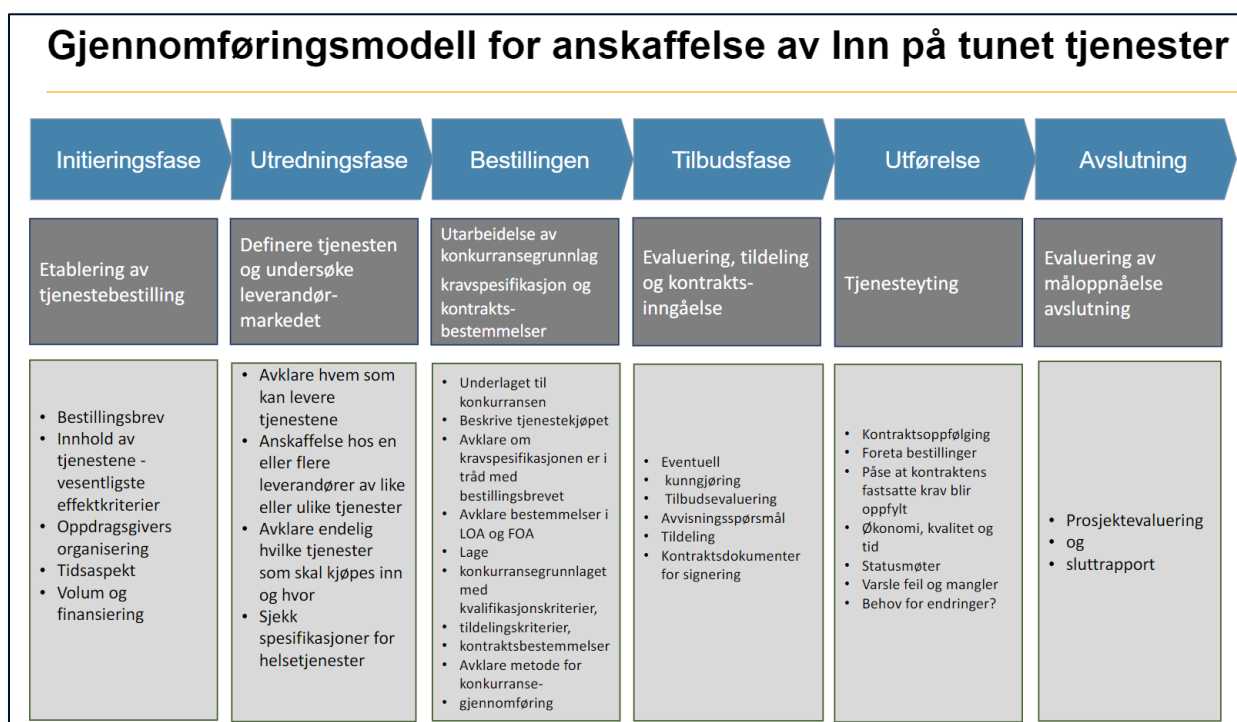 Gjennomføringsmodell for anskaffelse av Inn på tunet tjenester
Initieringsfase
Utredningsfase
Bestillingen
Tilbudsfase
Utførelse
Avslutning
Etablering av
tjenestebestilling
Definere tjenesten
og undersøke
leverandør-
markedet
Utarbeidelse av
konkurransegrunnlag
kravspesifikasjon og
kontrakts-
bestemmelser
Evaluering, tildeling
og kontrakts-
inngåelse
Tjenesteyting
Evaluering av
måloppnåelse
avslutning
• Bestillingsbrev
• Innhold av
tjenestene -
vesentligste
effektkriterier
• Oppdragsgivers
organisering
• Tidsaspekt
• Volum og
finansiering
• Avklare hvem som
kan levere
tjenestene
• Anskaffelse hos en
eller flere
leverandører av like
eller ulike tjenester
• Avklare endelig
hvilke tjenester
som skal kjøpes inn
og hvor
• Sjekk
spesifikasjoner for
helsetjenester
• Underlaget til
konkurransen
• Beskrive tjenestekjøpet
• Avklare om
kravspesifikasjonen er i
tråd med
bestillingsbrevet
• Avklare bestemmelser i
LOA og FOA
• Lage
• konkurransegrunnlaget
med
kvalifikasjonskriterier,
• tildelingskriterier,
• kontraktsbestemmelser
• Avklare metode for
konkurranse-
• gjennomføring
• Eventuell
• kunngjøring
• Tilbudsevaluering
• Avvisningsspørsmål
• Tildeling
• Kontraktsdokumenter
for signering
• Kontraktsoppfølging
• Foreta bestillinger
• Påse at kontraktens
fastsatte krav blir
oppfylt
• Økonomi, kvalitet og
tid
• Statusmøter
• Varsle feil og mangler
• Behov for endringer?
• Prosjektevaluering
• og
• sluttrapport